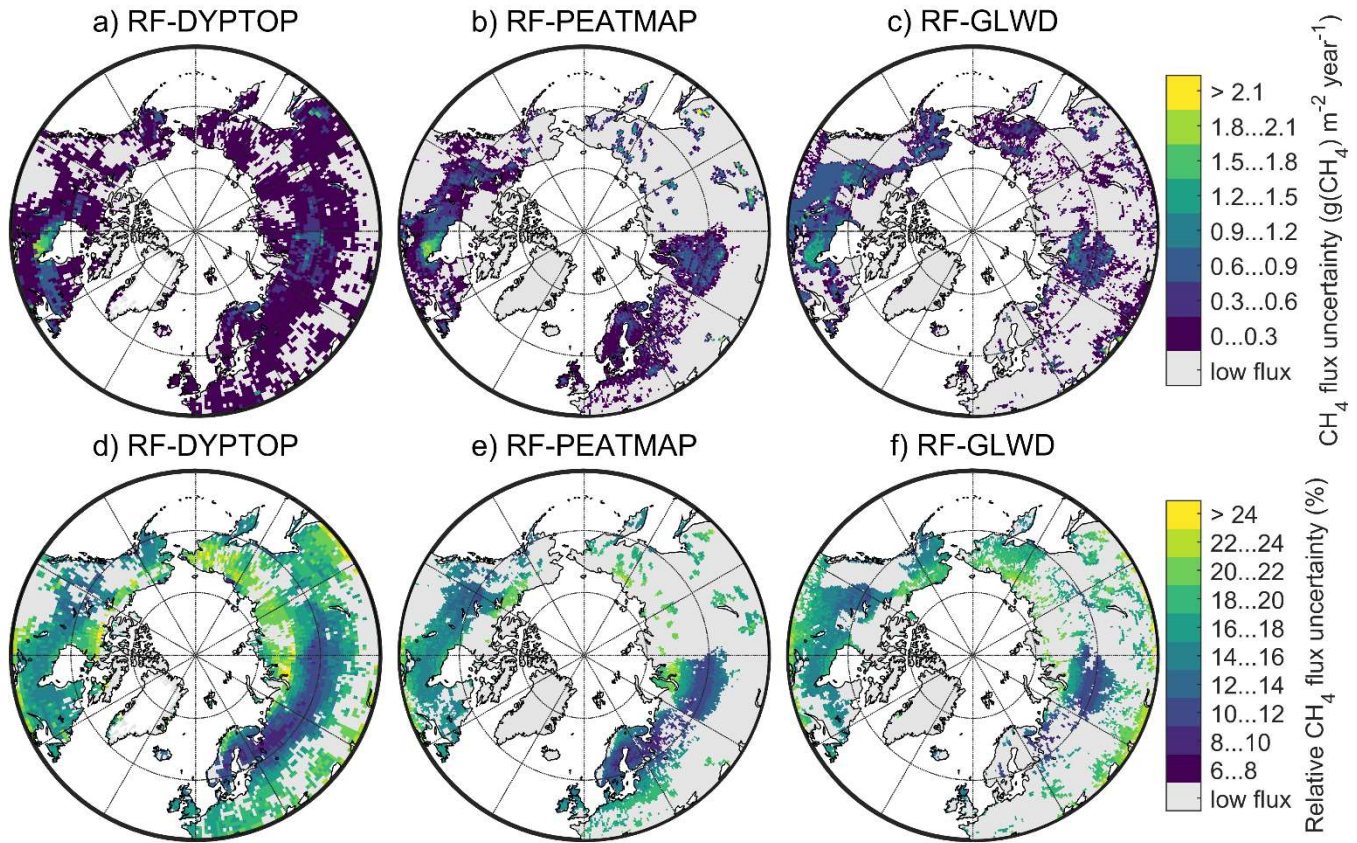 a) RF-DYPTOP
b) RF-PEATMAP
c) RF-GLWD
> 2.1
1.8...2.1
1.5...1.8
1.2...1.5
0.9...1.2
0.6...0.9
0.3...0.6
0...0.3
low flux
CH4 flux uncertainty (g(CH4) m-2 year-1)
d) RF-DYPTOP
e) RF-PEATMAP
f) RF-GLWD
> 24
22...24
20...22
18...20
16...18
14...16
12...14
10...12
8...10
6...8
low flux
Relative CH4 flux uncertainty (%)